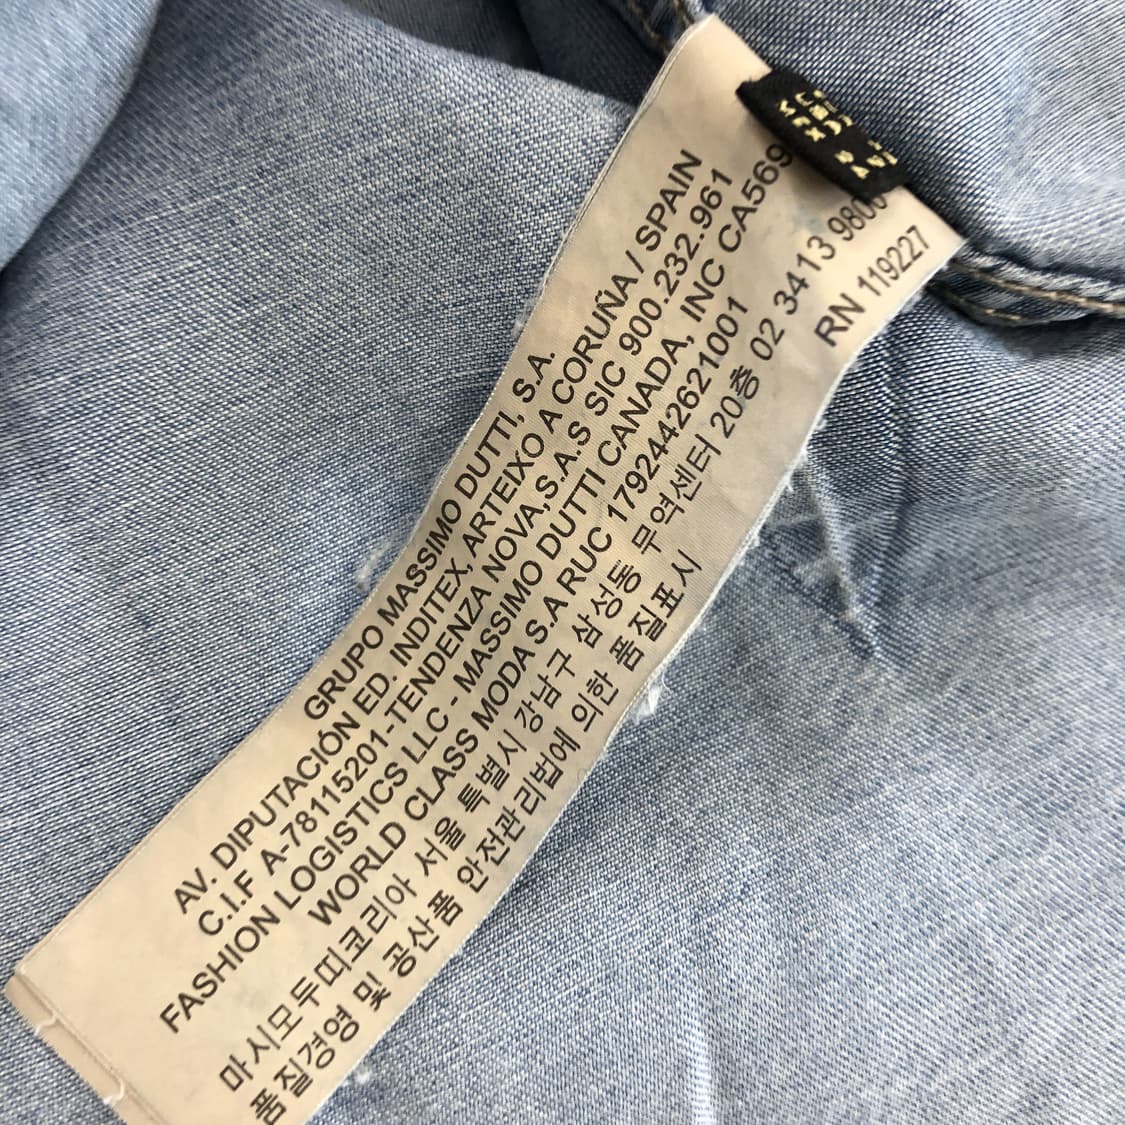 GRUPO MASSIMO DUTTI, S.A.
AV. DIPUTACIÓN ED. INDITEX, ARTEIXO A CORUÑA / SPAIN
C.I.F A-78115201-TENDENZA NOVA,S.A.S SIC 900.232.961
FASHION LOGISTICS LLC - MASSIMO DUTTI CANADA, INC CA569
WORLD CLASS MODA S.A RUC 1792442621001
마시모두띠코리아 서울 특별시 강남구 삼성동 무역센터 20층 02 3413 980
품질경영 및 공산품 안전관리법에 의한 품질표시
RN 119227